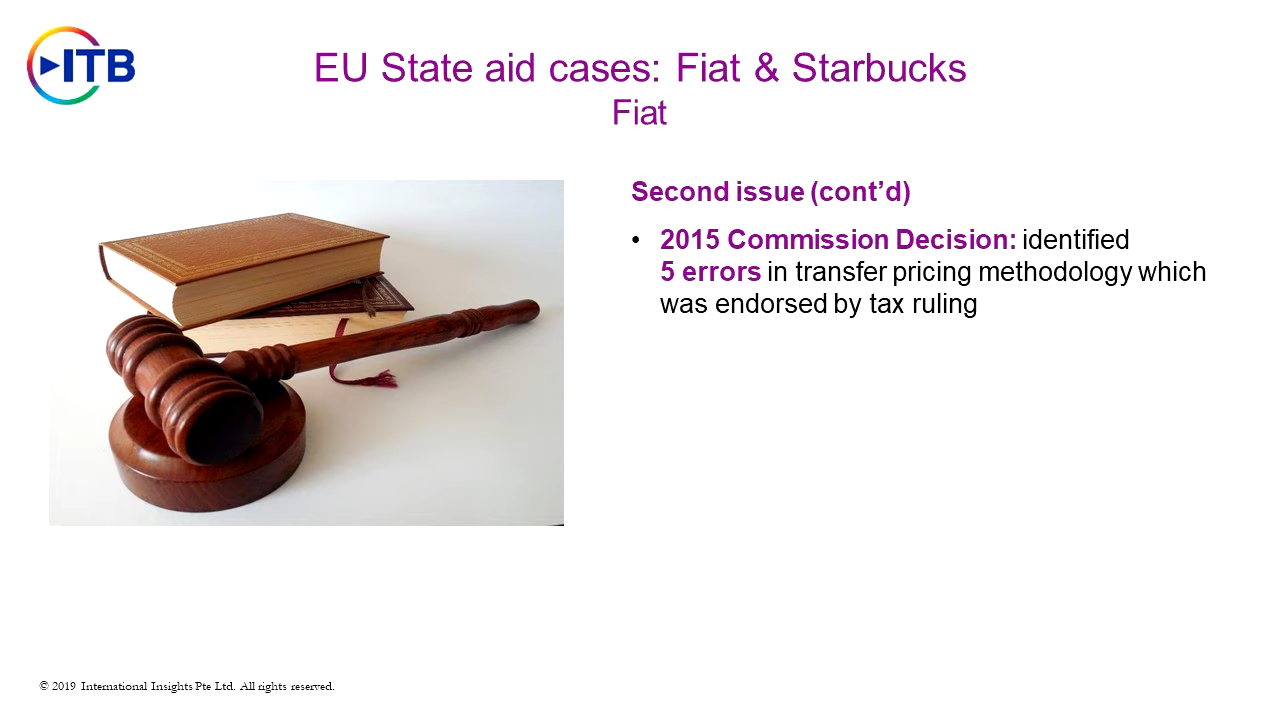 ITB
EU State aid cases: Fiat & Starbucks
Fiat
Second issue (cont’d)
• 2015 Commission Decision: identified
5 errors in transfer pricing methodology which
was endorsed by tax ruling
© 2019 International Insights Pte Ltd. All rights reserved.